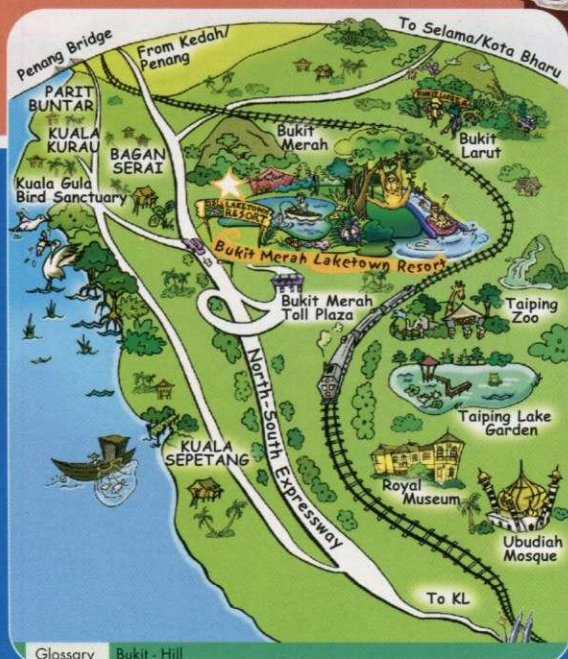 Penang Bridge
From Kedah/
Penang
To Selama/Kota Bharu
PARIT
BUNTAR
KUALA
KURAU
BAGAN
SERAI
Kuala Gula
Bird Sanctuary
Bukit
Merah
Bukit
Larut
LAKETOWN
RESORT
Bukit Merah Laketown Resort
Bukit Merah
Toll Plaza
Taiping
Zoo
Taiping Lake
Garden
North-South Expressway
KUALA
SEPETANG
Royal
Museum
Ubudiah
Mosque
To KL
Glossary Bukit - Hill